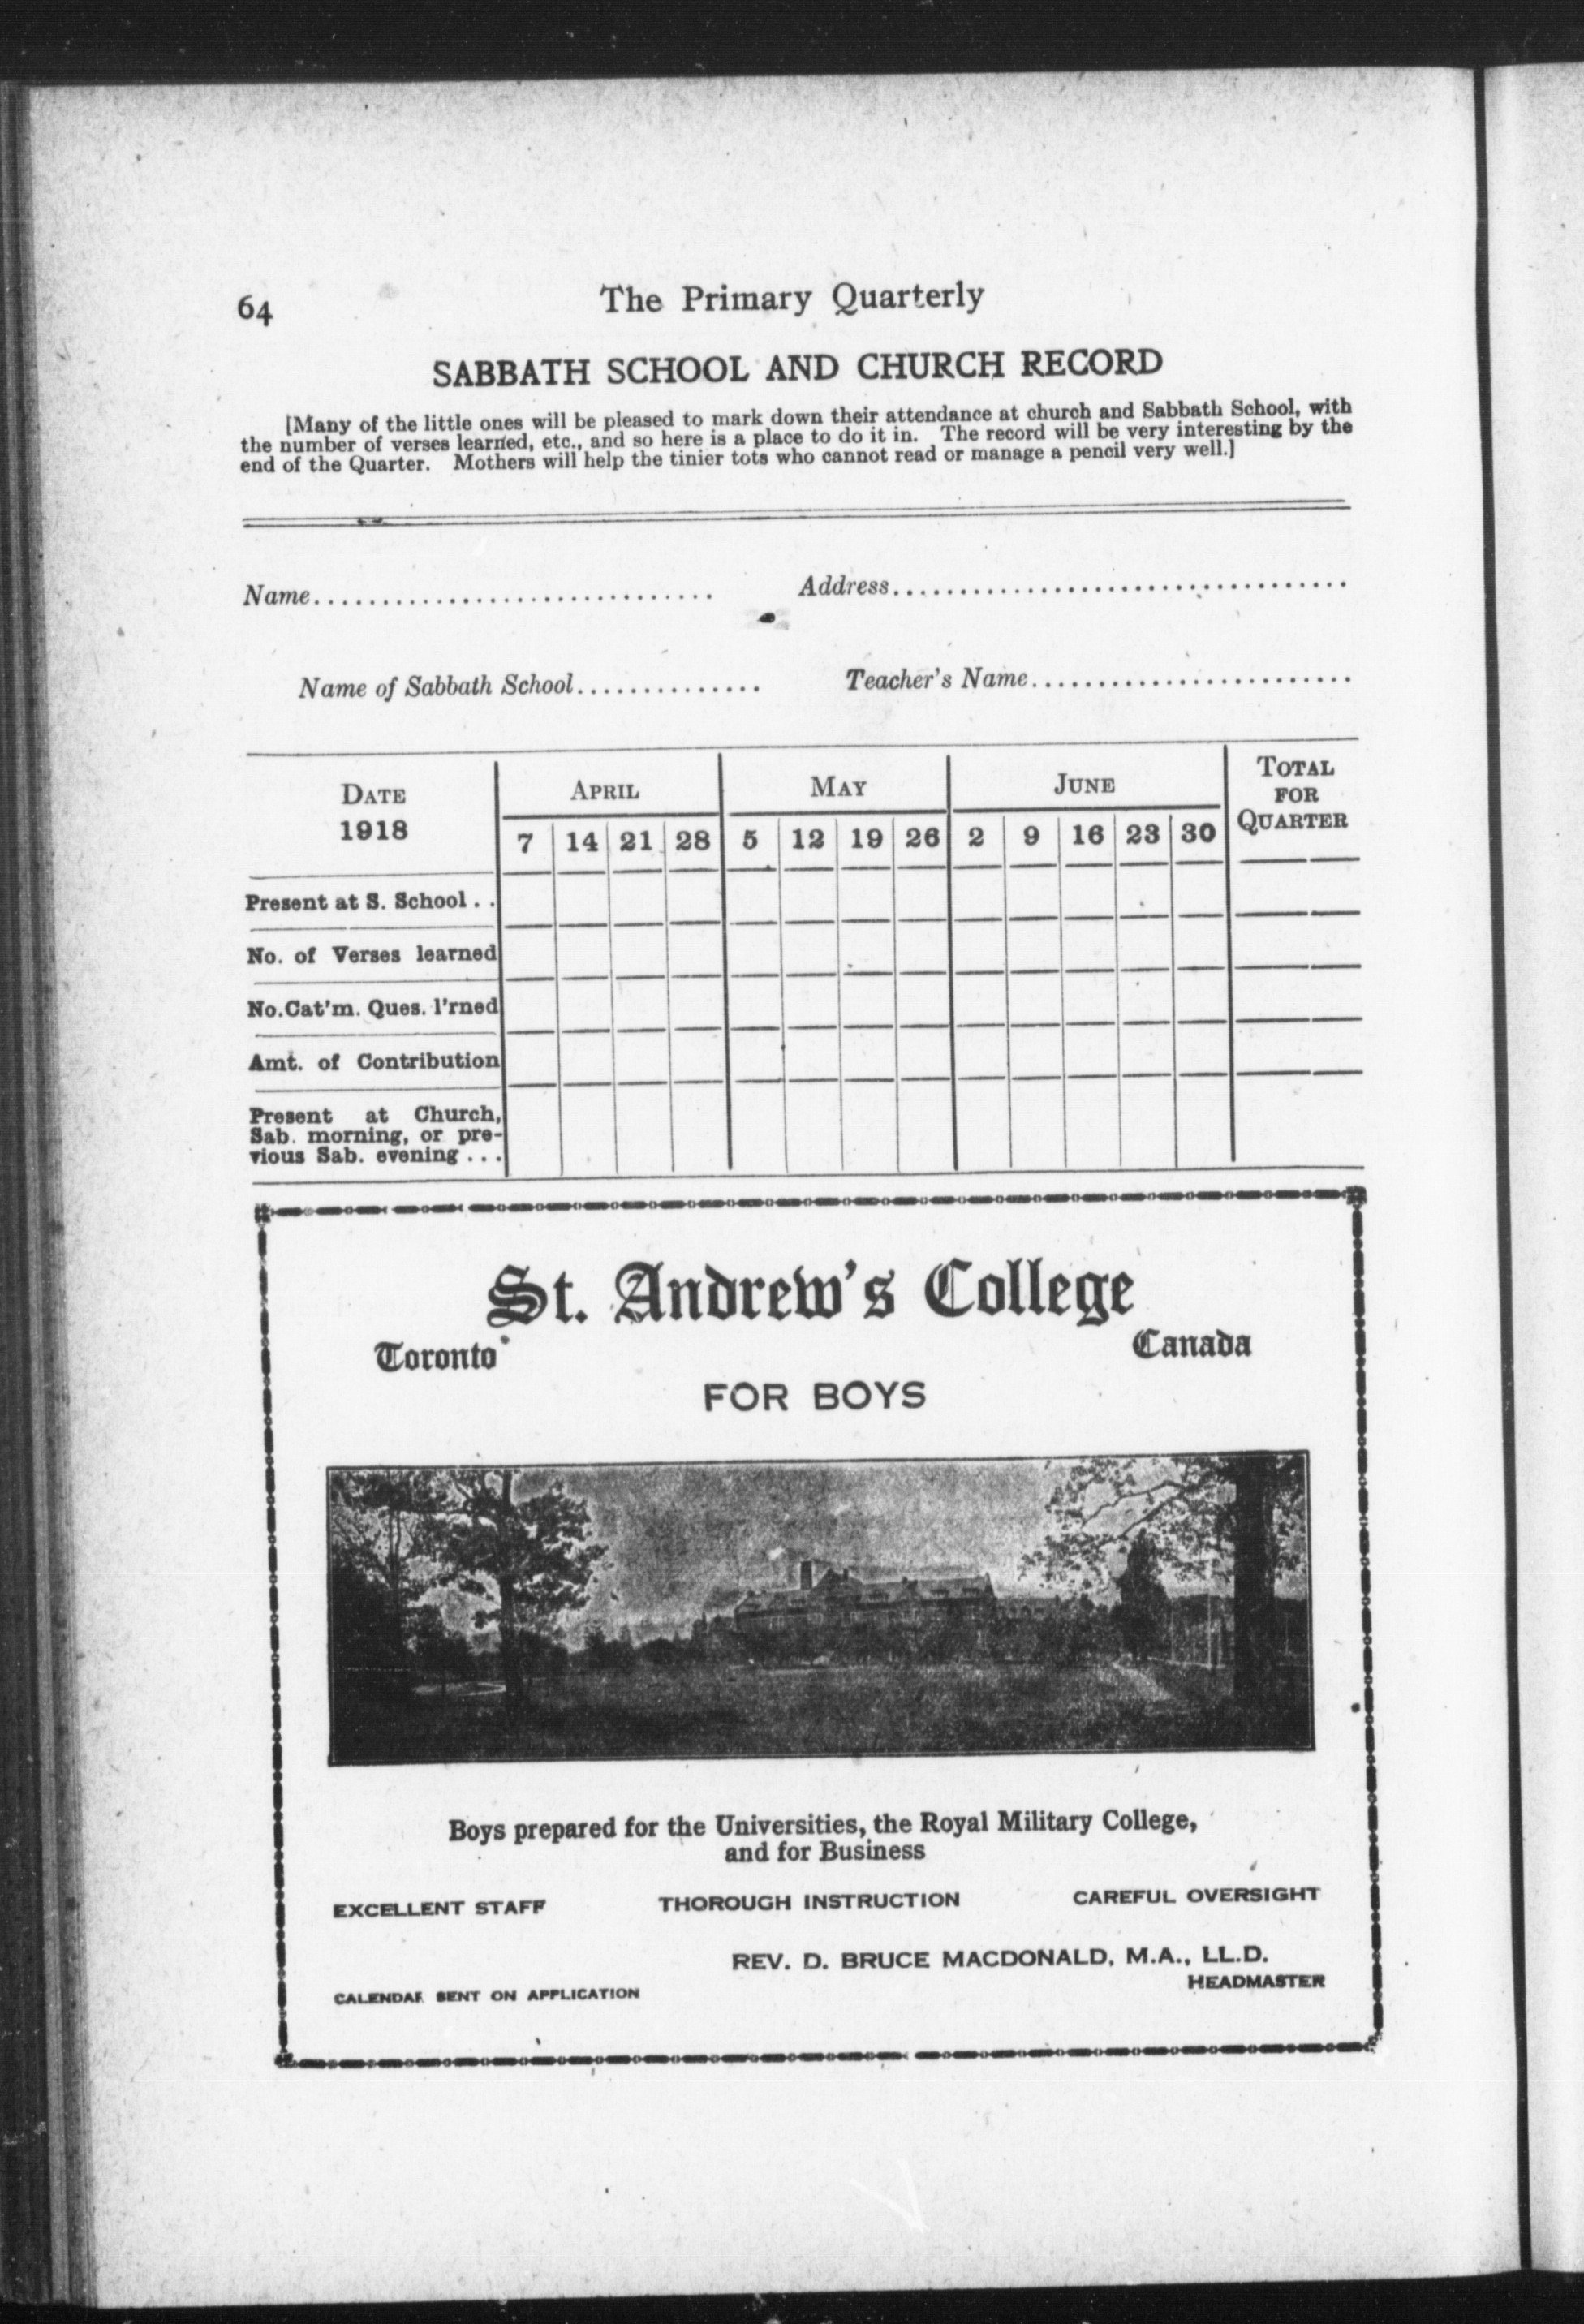 64
The Primary Quarterly
SABBATH SCHOOL AND CHURCH RECORD
[Many of the little ones will be pleased to mark down their attendance at church and Sabbath School, with
the number of verses learned, etc., and so here is a place to do it in. The record will be very interesting by the
end of the Quarter. Mothers will help the tinier tots who cannot read or manage a pencil very well.]
Name.............................. Address..................................
Name of Sabbath School.............. Teacher's Name........................
DATE 1918 APRIL MAY JUNE TOTAL FOR QUARTER
7 14 21 28 5 12 19 26 2 9 16 23 30
Present at S. School . .
No. of Verses learned
No.Cat'm. Ques. l'rned
Amt. of Contribution
Present at Church,
Sab. morning, or pre-
vious Sab. evening . . .
St. Andrew's College
Toronto Canada
FOR BOYS
Boys prepared for the Universities, the Royal Military College,
and for Business
EXCELLENT STAFF THOROUGH INSTRUCTION CAREFUL OVERSIGHT
REV. D. BRUCE MACDONALD, M.A., LL.D.
HEADMASTER
CALENDAR SENT ON APPLICATION